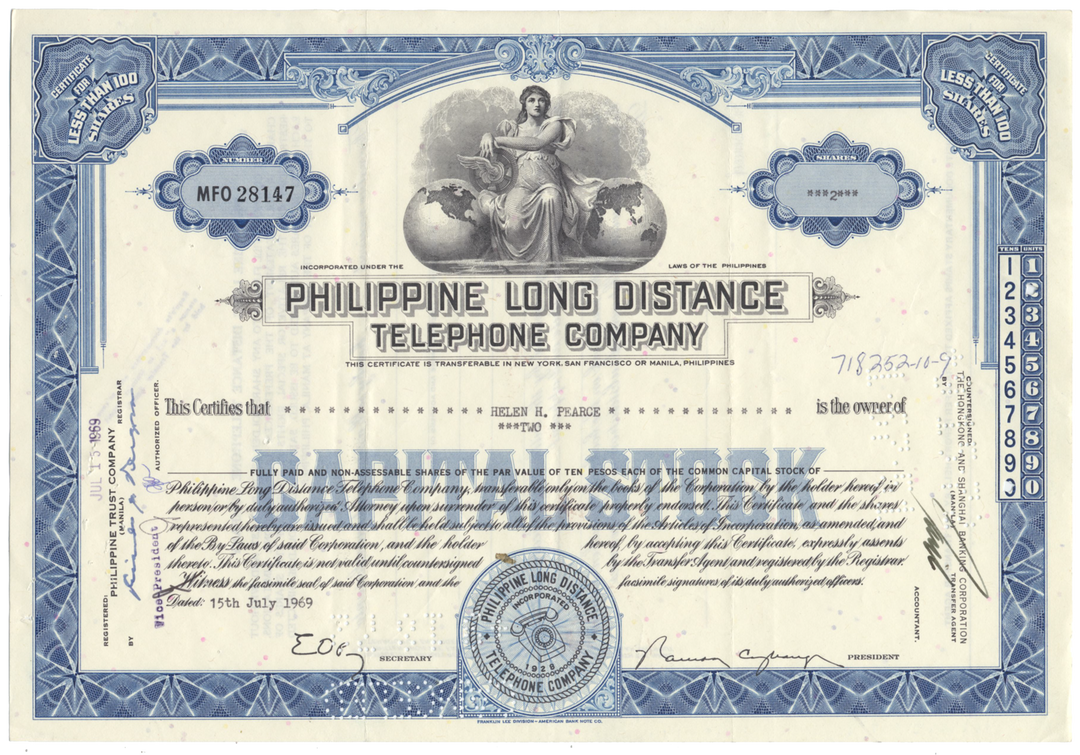 CERTIFICATE
FOR
LESS THAN 100
SHARES
CERTIFICATE
FOR
LESS THAN 100
SHARES
NUMBER
MFO 28147
SHARES
***2***
INCORPORATED UNDER THE LAWS OF THE PHILIPPINES
PHILIPPINE LONG DISTANCE
TELEPHONE COMPANY
THIS CERTIFICATE IS TRANSFERABLE IN NEW YORK, SAN FRANCISCO OR MANILA, PHILIPPINES
718252-10-9
This Certifies that * * * * * * * * * * * * * HELEN H. PEARCE * * * * * * * * * * * * is the owner of
***TWO ***
CAPITAL STOCK
FULLY PAID AND NON-ASSESSABLE SHARES OF THE PAR VALUE OF TEN PESOS EACH OF THE COMMON CAPITAL STOCK OF
Philippine Long Distance Telephone Company, transferable only on the books of the Corporation by the holder hereof in
person or by duly authorized Attorney upon surrender of this certificate properly endorsed. This Certificate and the shares
represented hereby are issued and shall be held subject to all of the provisions of the Articles of Incorporation, as amended, and
of the By Laws of said Corporation, and the holder hereof, by accepting this Certificate, expressly assents
thereto. This Certificate is not valid until countersigned by the Transfer Agent and registered by the Registrar.
Witness the facsimile seal of said Corporation and the facsimile signatures of its duly authorized officers.
Dated: 15th July 1969
SECRETARY
PRESIDENT
PHILIPPINE LONG DISTANCE
TELEPHONE COMPANY
INCORPORATED
1928
FRANKLIN LEE DIVISION - AMERICAN BANK NOTE CO.
REGISTERED:
PHILIPPINE TRUST COMPANY
(MANILA)
REGISTRAR
BY
AUTHORIZED OFFICER.
Vice President
JUL 15 1969
COUNTERSIGNED:
THE HONGKONG AND SHANGHAI BANKING CORPORATION
(MANILA)
TRANSFER AGENT
BY
ACCOUNTANT.
TENS UNITS
1 1
2 2
3 3
4 4
5 5
6 6
7 7
8 8
9 9
0 0